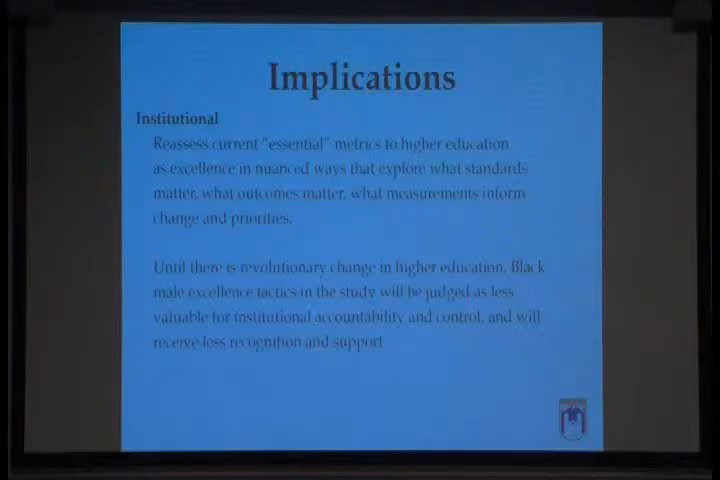 Implications
Institutional
Reassess current "essential" metrics to higher education
as excellence in nuanced ways that explore what standards
matter, what outcomes matter, what measurements inform
change and priorities.
Until there is revolutionary change in higher education, Black
male excellence tactics in the study will be judged as less
valuable for institutional accountability and control, and will
receive less recognition and support